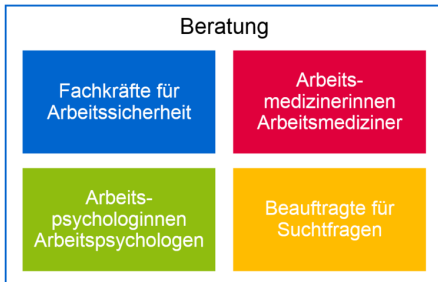 Beratung
Fachkräfte für
Arbeitssicherheit
Arbeits-
medizinerinnen
Arbeitsmediziner
Arbeits-
psychologinnen
Arbeitspsychologen
Beauftragte für
Suchtfragen